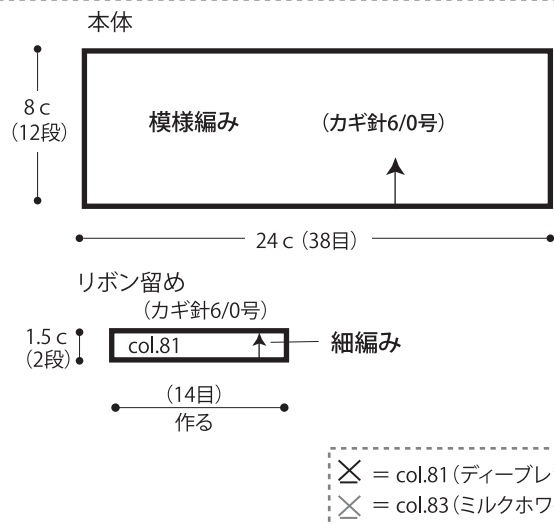 本体
8 c
(12段)
模様編み (カギ針6/0号)
24 c (38目)
リボン留め
(カギ針6/0号)
1.5 c
(2段)
col.81
細編み
(14目)
作る
= col.81(ディープレ
= col.83(ミルクホワ